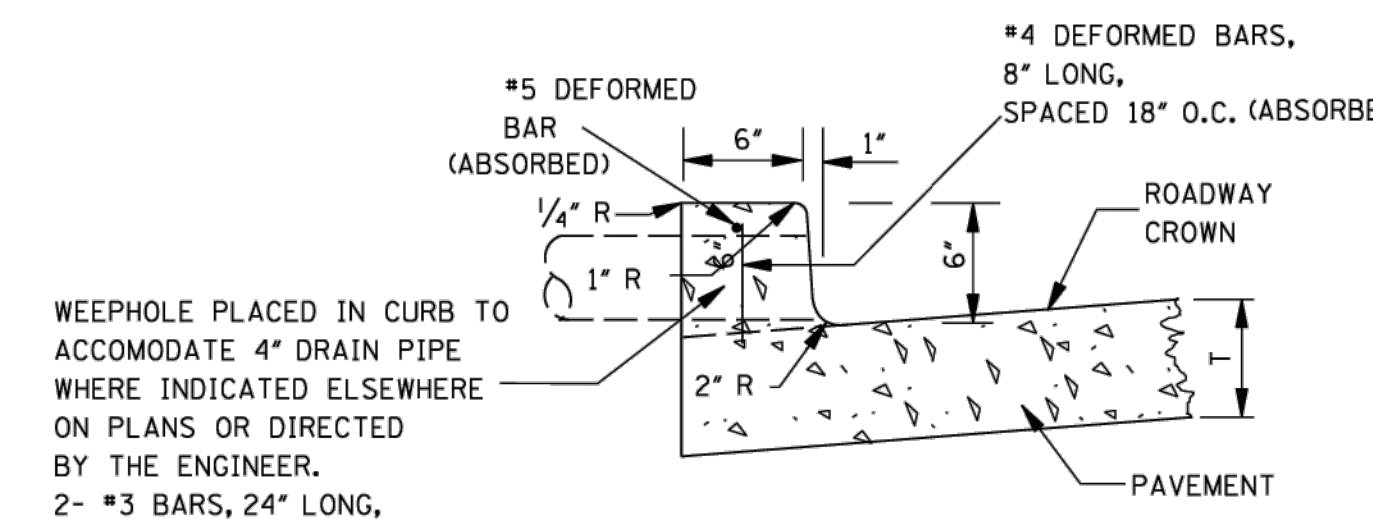 #4 DEFORMED BARS,
8" LONG,
SPACED 18" O.C. (ABSORBE
#5 DEFORMED
BAR
(ABSORBED)
6"
1"
1/4" R
ROADWAY
CROWN
6"
6"
1" R
WEEPHOLE PLACED IN CURB TO
ACCOMODATE 4" DRAIN PIPE
WHERE INDICATED ELSEWHERE
ON PLANS OR DIRECTED
BY THE ENGINEER.
2- #3 BARS, 24" LONG,
2" R
T
PAVEMENT